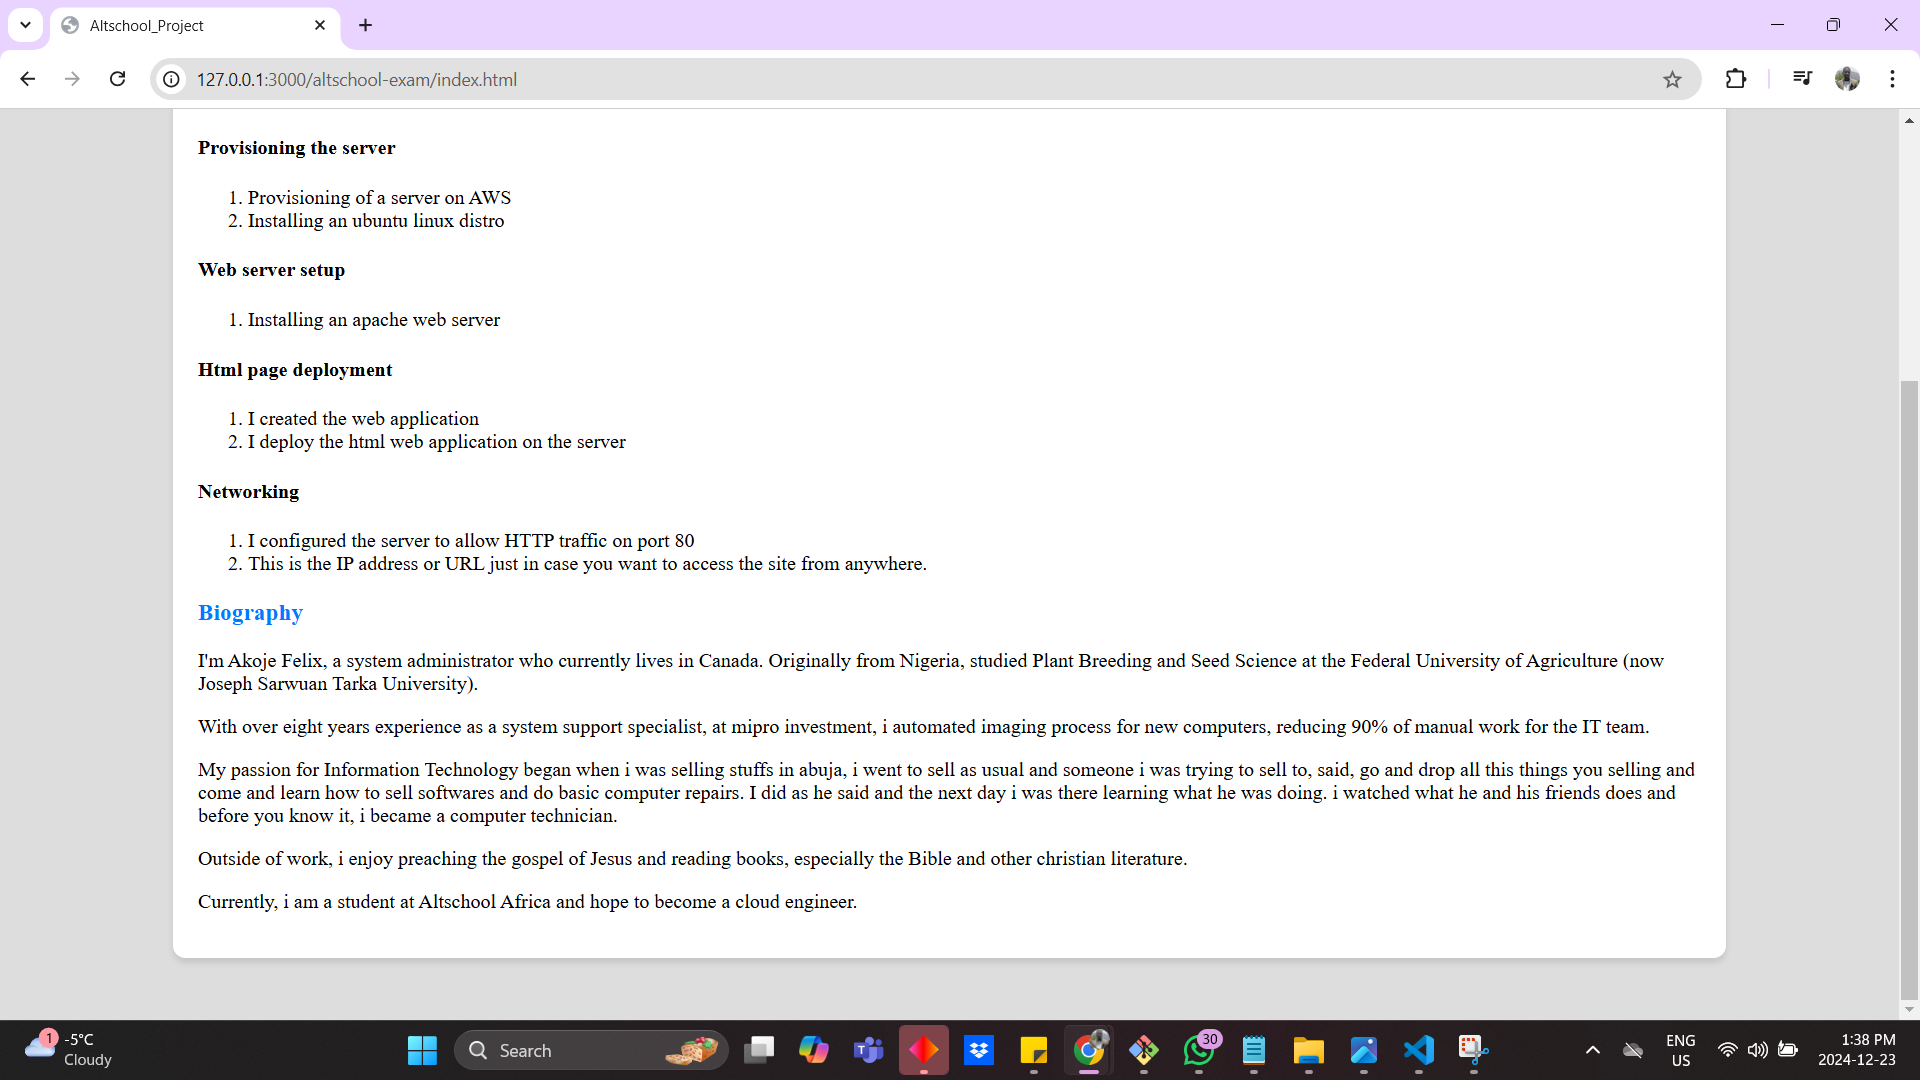 Altschool_Project
127.0.0.1:3000/altschool-exam/index.html
Provisioning the server
1. Provisioning of a server on AWS
2. Installing an ubuntu linux distro
Web server setup
1. Installing an apache web server
Html page deployment
1. I created the web application
2. I deploy the html web application on the server
Networking
1. I configured the server to allow HTTP traffic on port 80
2. This is the IP address or URL just in case you want to access the site from anywhere.
Biography
I'm Akoje Felix, a system administrator who currently lives in Canada. Originally from Nigeria, studied Plant Breeding and Seed Science at the Federal University of Agriculture (now
Joseph Sarwuan Tarka University).
With over eight years experience as a system support specialist, at mipro investment, i automated imaging process for new computers, reducing 90% of manual work for the IT team.
My passion for Information Technology began when i was selling stuffs in abuja, i went to sell as usual and someone i was trying to sell to, said, go and drop all this things you selling and
come and learn how to sell softwares and do basic computer repairs. I did as he said and the next day i was there learning what he was doing. i watched what he and his friends does and
before you know it, i became a computer technician.
Outside of work, i enjoy preaching the gospel of Jesus and reading books, especially the Bible and other christian literature.
Currently, i am a student at Altschool Africa and hope to become a cloud engineer.
1
-5°C
Cloudy
Search
30
ENG
US
1:38 PM
2024-12-23